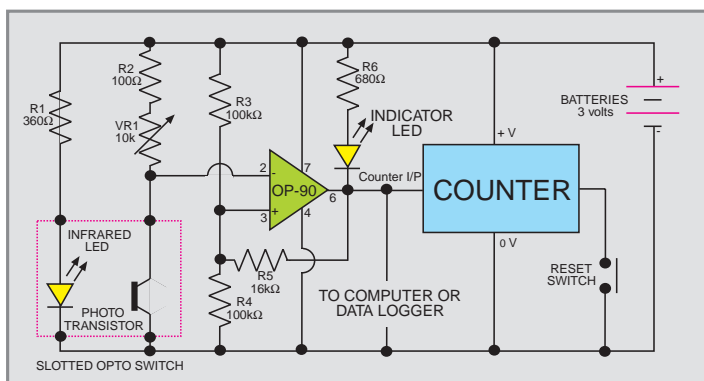 R1
360Ω
R2
100Ω
VR1
10k
R3
100kΩ
R6
680Ω
INDICATOR
LED
BATTERIES
3 volts
+
-
2
-
7
OP-90
6
3
+
4
Counter I/P
+ V
COUNTER
0 V
INFRARED
LED
PHOTO
TRANSISTOR
R5
16kΩ
R4
100kΩ
TO COMPUTER OR
DATA LOGGER
RESET
SWITCH
SLOTTED OPTO SWITCH